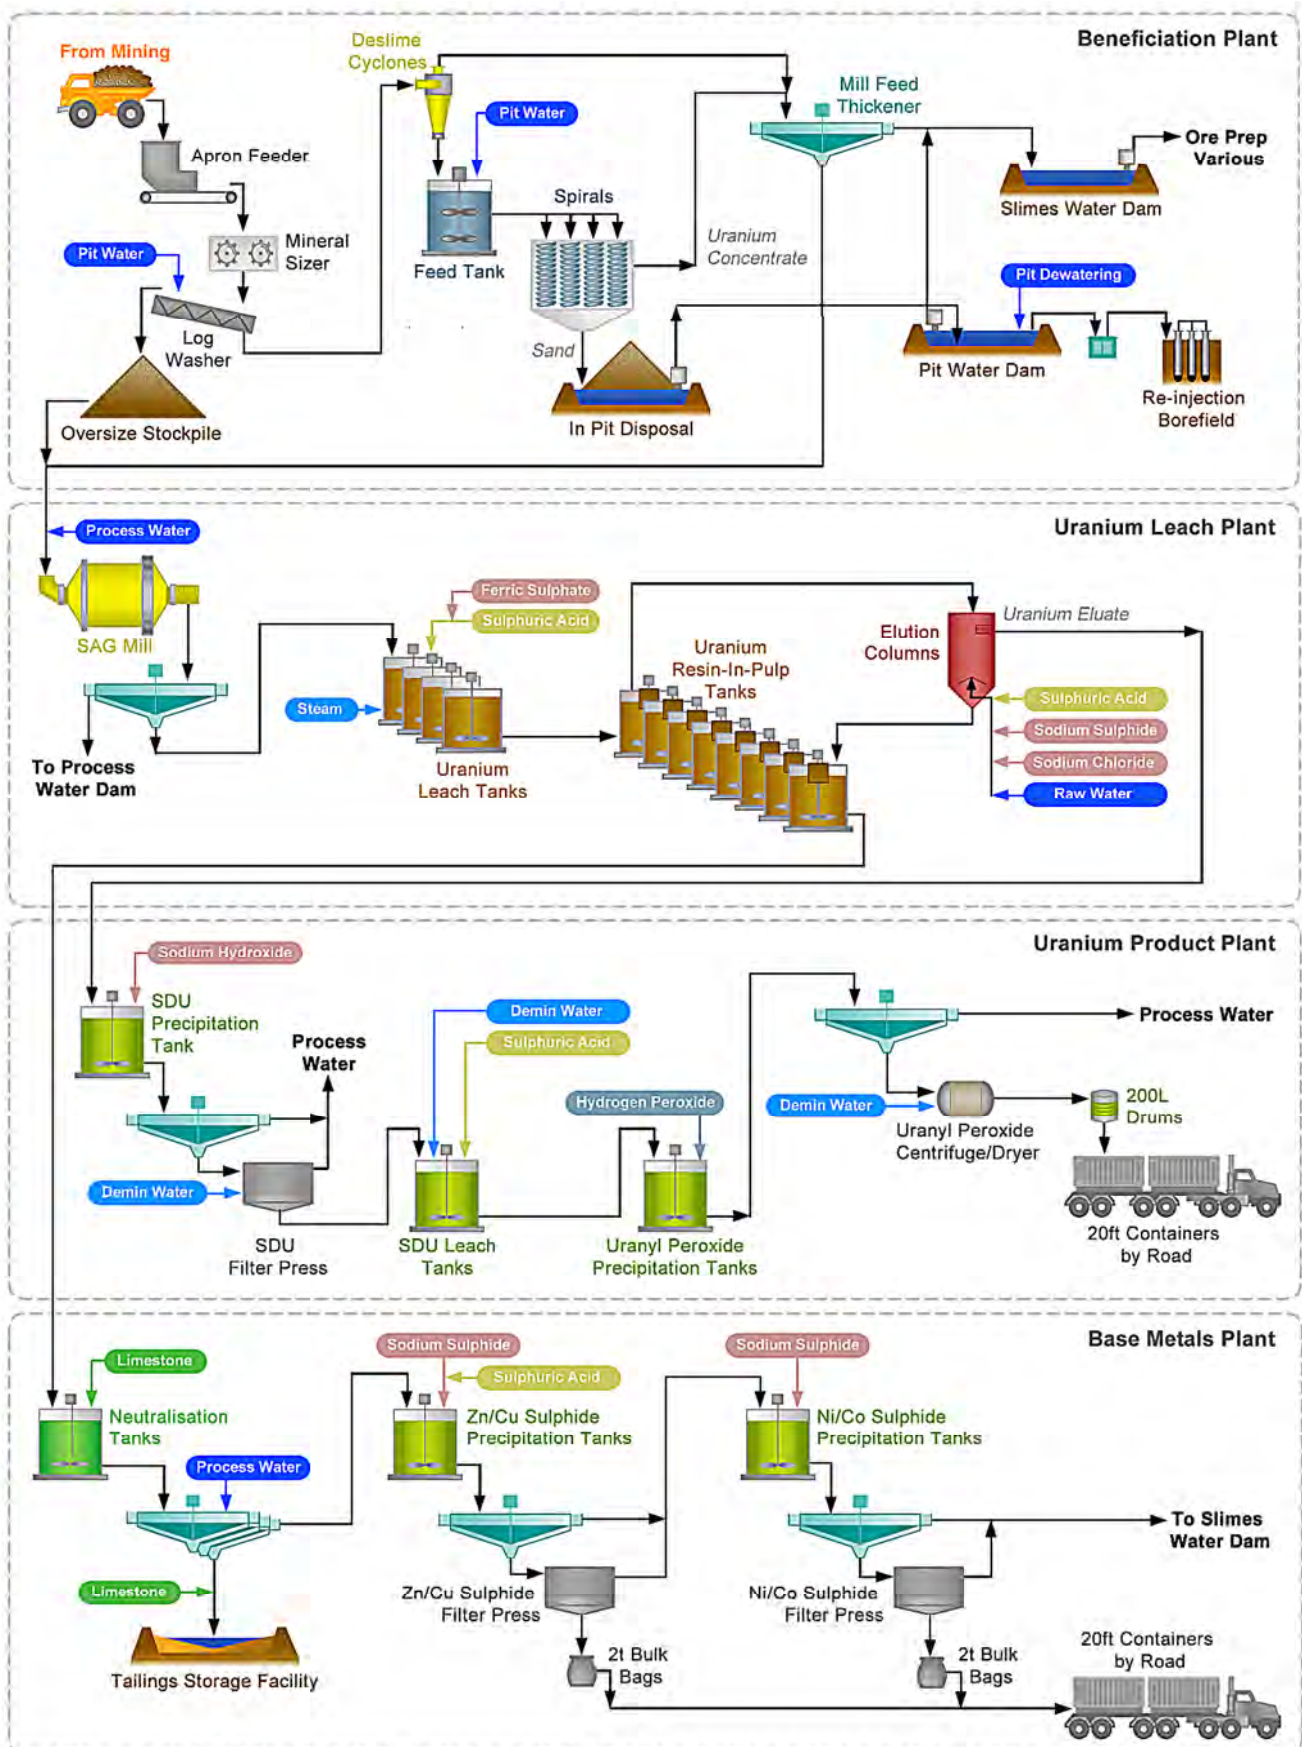 Beneficiation Plant
From Mining
Deslime
Cyclones
Mill Feed
Thickener
Pit Water
Apron Feeder
Ore Prep
Various
Spirals
Slimes Water Dam
Mineral
Sizer
Pit Water
Feed Tank
Uranium
Concentrate
Pit Dewatering
Log
Washer
Sand
Pit Water Dam
Re-injection
Borefield
Oversize Stockpile
In Pit Disposal
Uranium Leach Plant
Process Water
Ferric Sulphate
Sulphuric Acid
Uranium Eluate
Elution
Columns
SAG Mill
Uranium
Resin-In-Pulp
Tanks
Steam
Sulphuric Acid
Sodium Sulphide
Sodium Chloride
Raw Water
To Process
Water Dam
Uranium
Leach Tanks
Uranium Product Plant
Sodium Hydroxide
SDU
Precipitation
Tank
Demin Water
Sulphuric Acid
Process Water
Process
Water
Hydrogen Peroxide
Demin Water
200L
Drums
Uranyl Peroxide
Centrifuge/Dryer
Demin Water
SDU
Filter Press
SDU Leach
Tanks
Uranyl Peroxide
Precipitation Tanks
20ft Containers
by Road
Base Metals Plant
Limestone
Sodium Sulphide
Sulphuric Acid
Sodium Sulphide
Neutralisation
Tanks
Zn/Cu Sulphide
Precipitation Tanks
Ni/Co Sulphide
Precipitation Tanks
Process Water
To Slimes
Water Dam
Limestone
Zn/Cu Sulphide
Filter Press
Ni/Co Sulphide
Filter Press
Tailings Storage Facility
2t Bulk
Bags
2t Bulk
Bags
20ft Containers
by Road